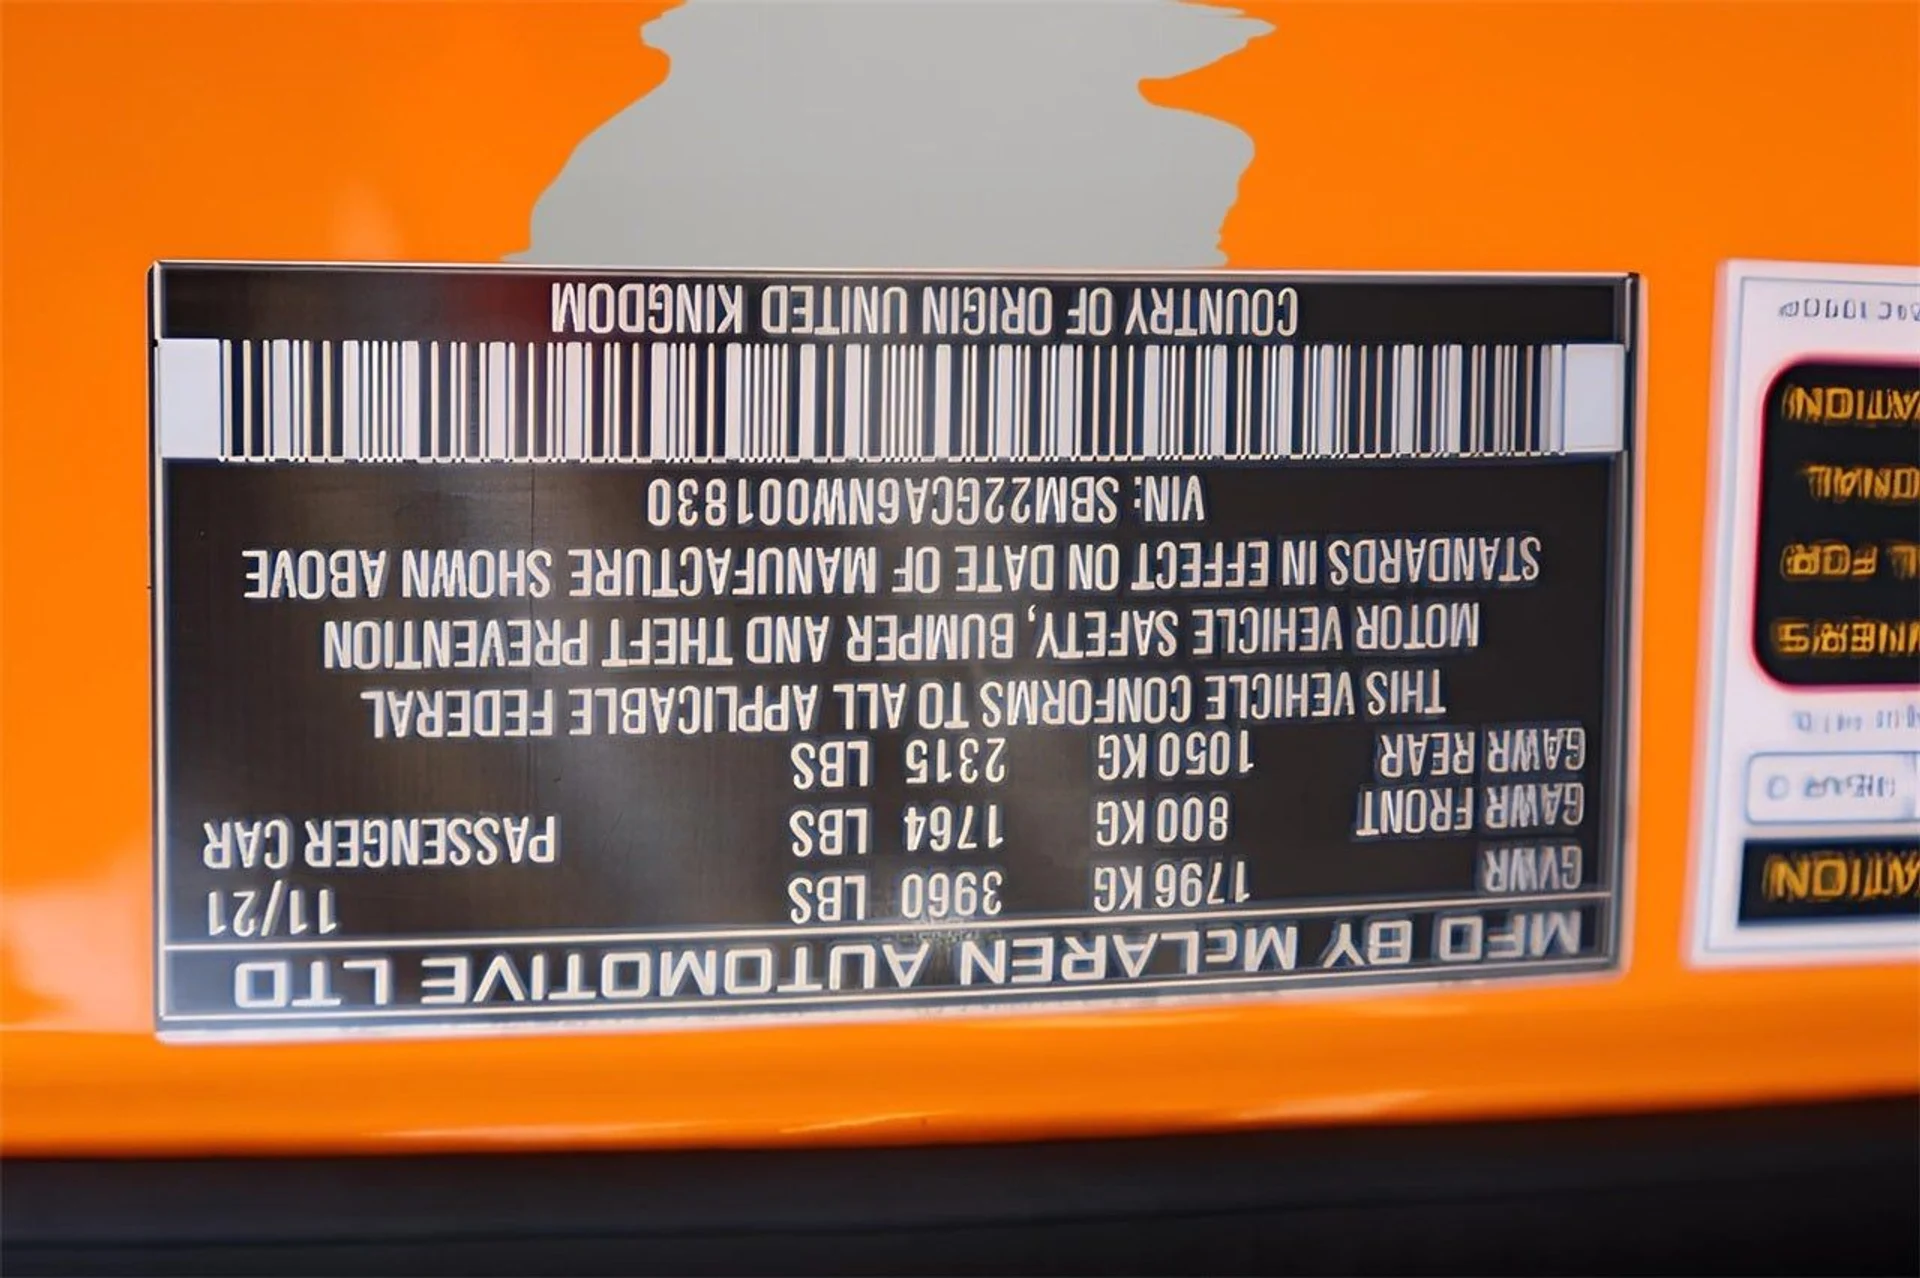 MFD BY McLAREN AUTOMOTIVE LTD
GVWR 1796 KG 3960 LBS 11/21
GAWR FRONT 800 KG 1764 LBS PASSENGER CAR
GAWR REAR 1050 KG 2315 LBS
THIS VEHICLE CONFORMS TO ALL APPLICABLE FEDERAL
MOTOR VEHICLE SAFETY, BUMPER AND THEFT PREVENTION
STANDARDS IN EFFECT ON DATE OF MANUFACTURE SHOWN ABOVE
VIN: SBM22GCA6NW001830
COUNTRY OF ORIGIN UNITED KINGDOM
FOR